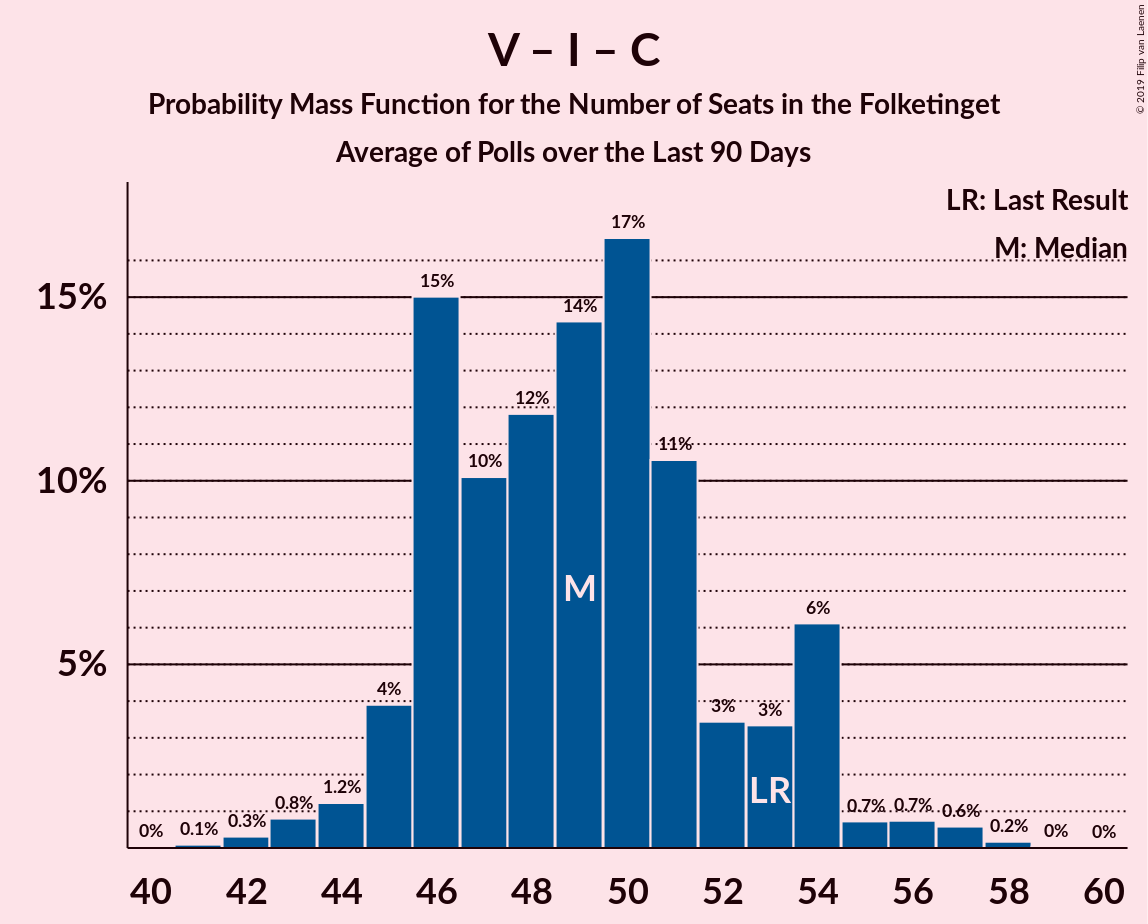 V – I – C
Probability Mass Function for the Number of Seats in the Folketinget
Average of Polls over the Last 90 Days
© 2019 Filip van Laenen
LR: Last Result
M: Median
15%
10%
5%
0%
0.1%
0.3%
0.8%
1.2%
4%
15%
10%
12%
14%
17%
11%
3%
3%
6%
0.7%
0.7%
0.6%
0.2%
0%
0%
M
LR
40 42 44 46 48 50 52 54 56 58 60